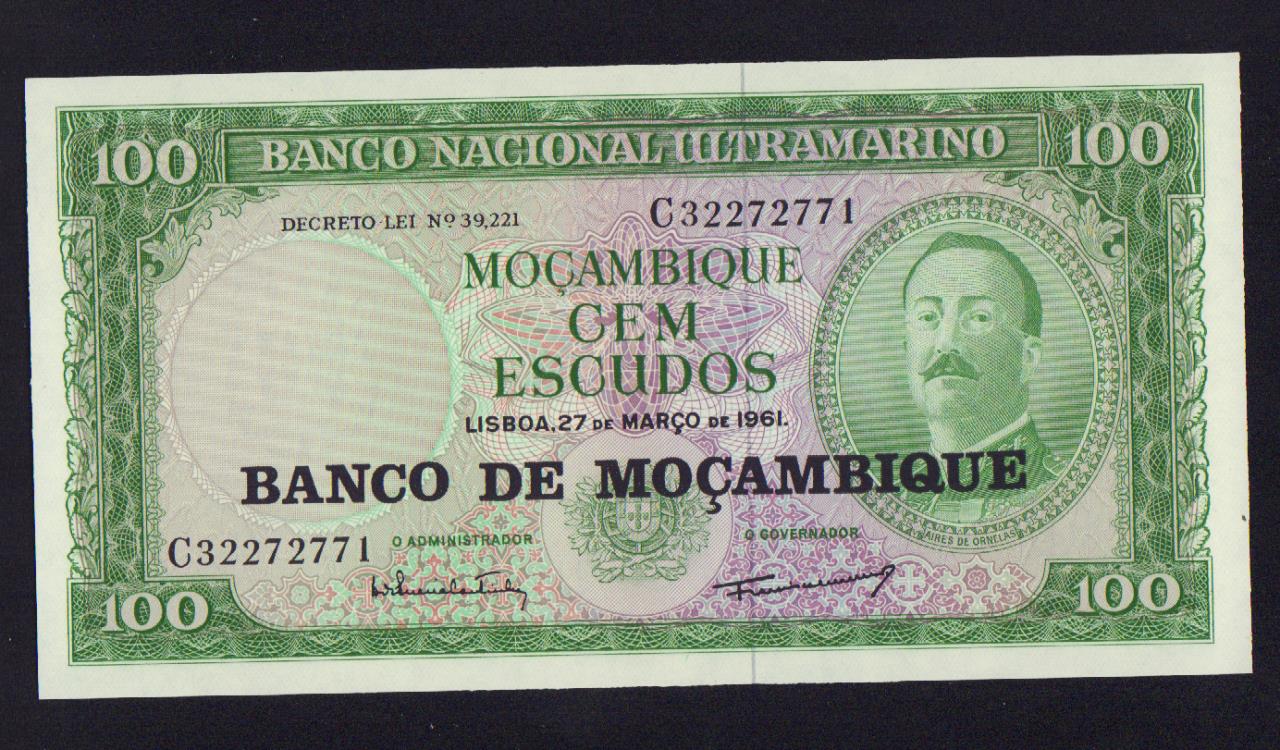 100 BANCO NACIONAL ULTRAMARINO 100
DECRETO-LEI Nº 39,221
C32272771
MOÇAMBIQUE
CEM
ESCUDOS
LISBOA, 27 DE MARÇO DE 1961.
BANCO DE MOÇAMBIQUE
C32272771
O ADMINISTRADOR
O GOVERNADOR
AIRES DE ORNELAS
100 100